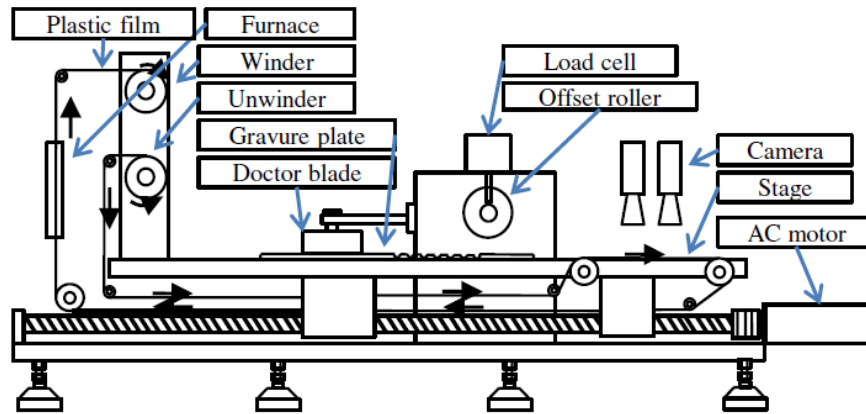 Plastic film
Furnace
Winder
Unwinder
Gravure plate
Doctor blade
Load cell
Offset roller
Camera
Stage
AC motor